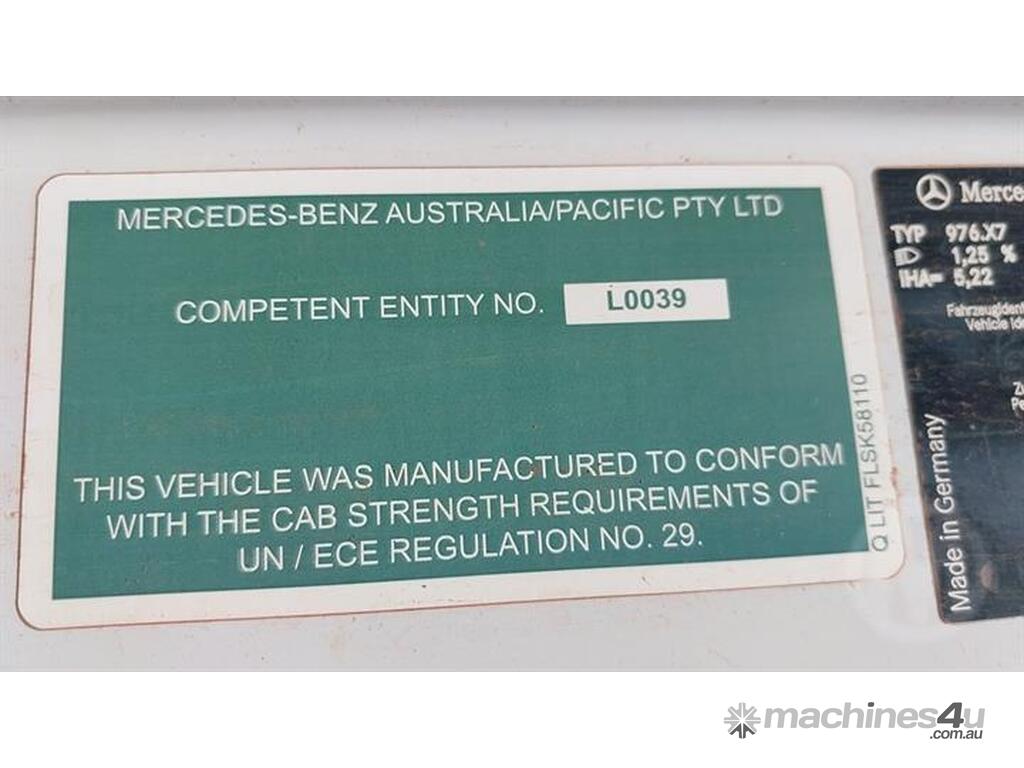 MERCEDES-BENZ AUSTRALIA/PACIFIC PTY LTD
COMPETENT ENTITY NO. L0039
THIS VEHICLE WAS MANUFACTURED TO CONFORM
WITH THE CAB STRENGTH REQUIREMENTS OF
UN / ECE REGULATION NO. 29.
Q LIT FLSK58110
Merce
TYP 976.X7
1,25 %
IHA= 5,22
Fahrzeugident
Vehicle Ide
Made in Germany
machines4u
.com.au